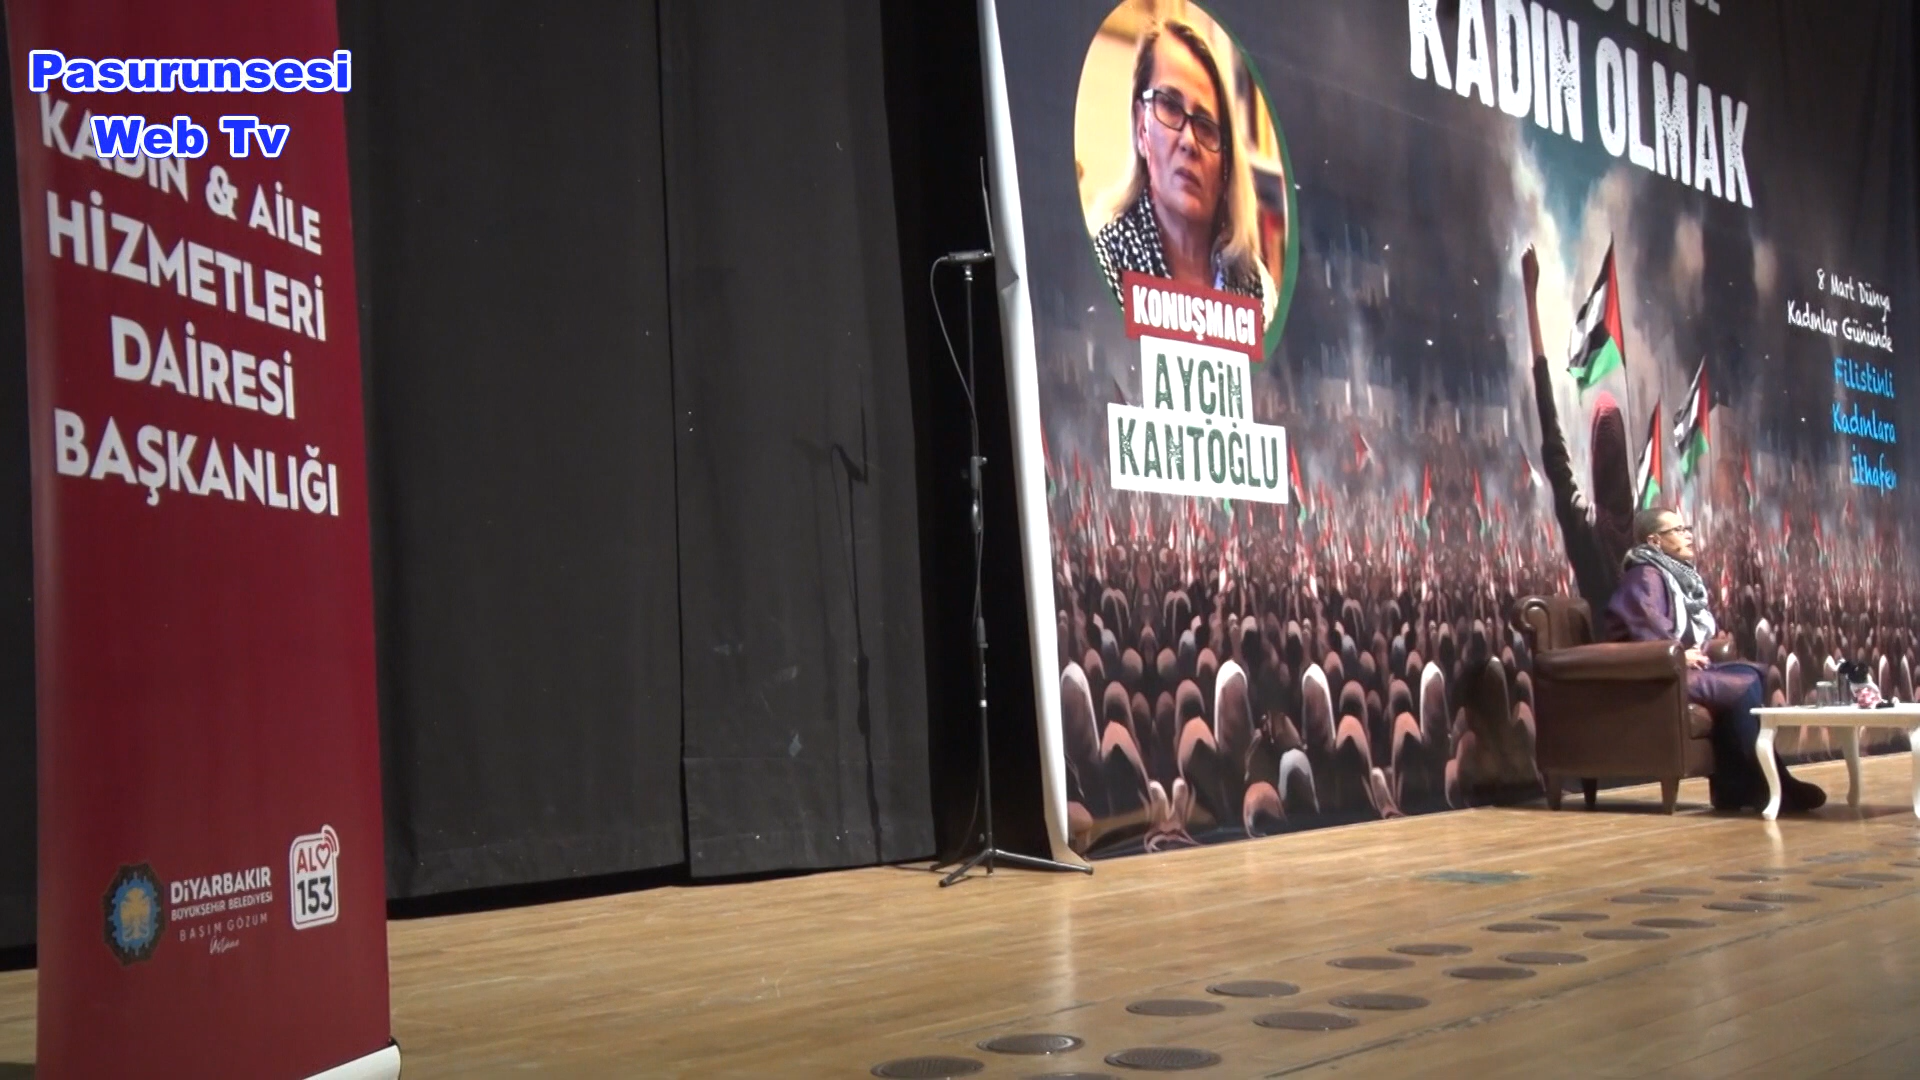 Pasurunsesi
Web Tv
KADIN & AİLE
HİZMETLERİ
DAİRESİ
BAŞKANLIĞI
DİYARBAKIR
BÜYÜKŞEHİR BELEDİYESİ
BAŞIM GÖZÜM
Üstüne
ALO
153
KADIN OLMAK
KONUŞMACI
AYÇİN
KANTOĞLU
8 Mart Dünya
Kadınlar Gününde
Filistinli
Kadınlara
İthafen